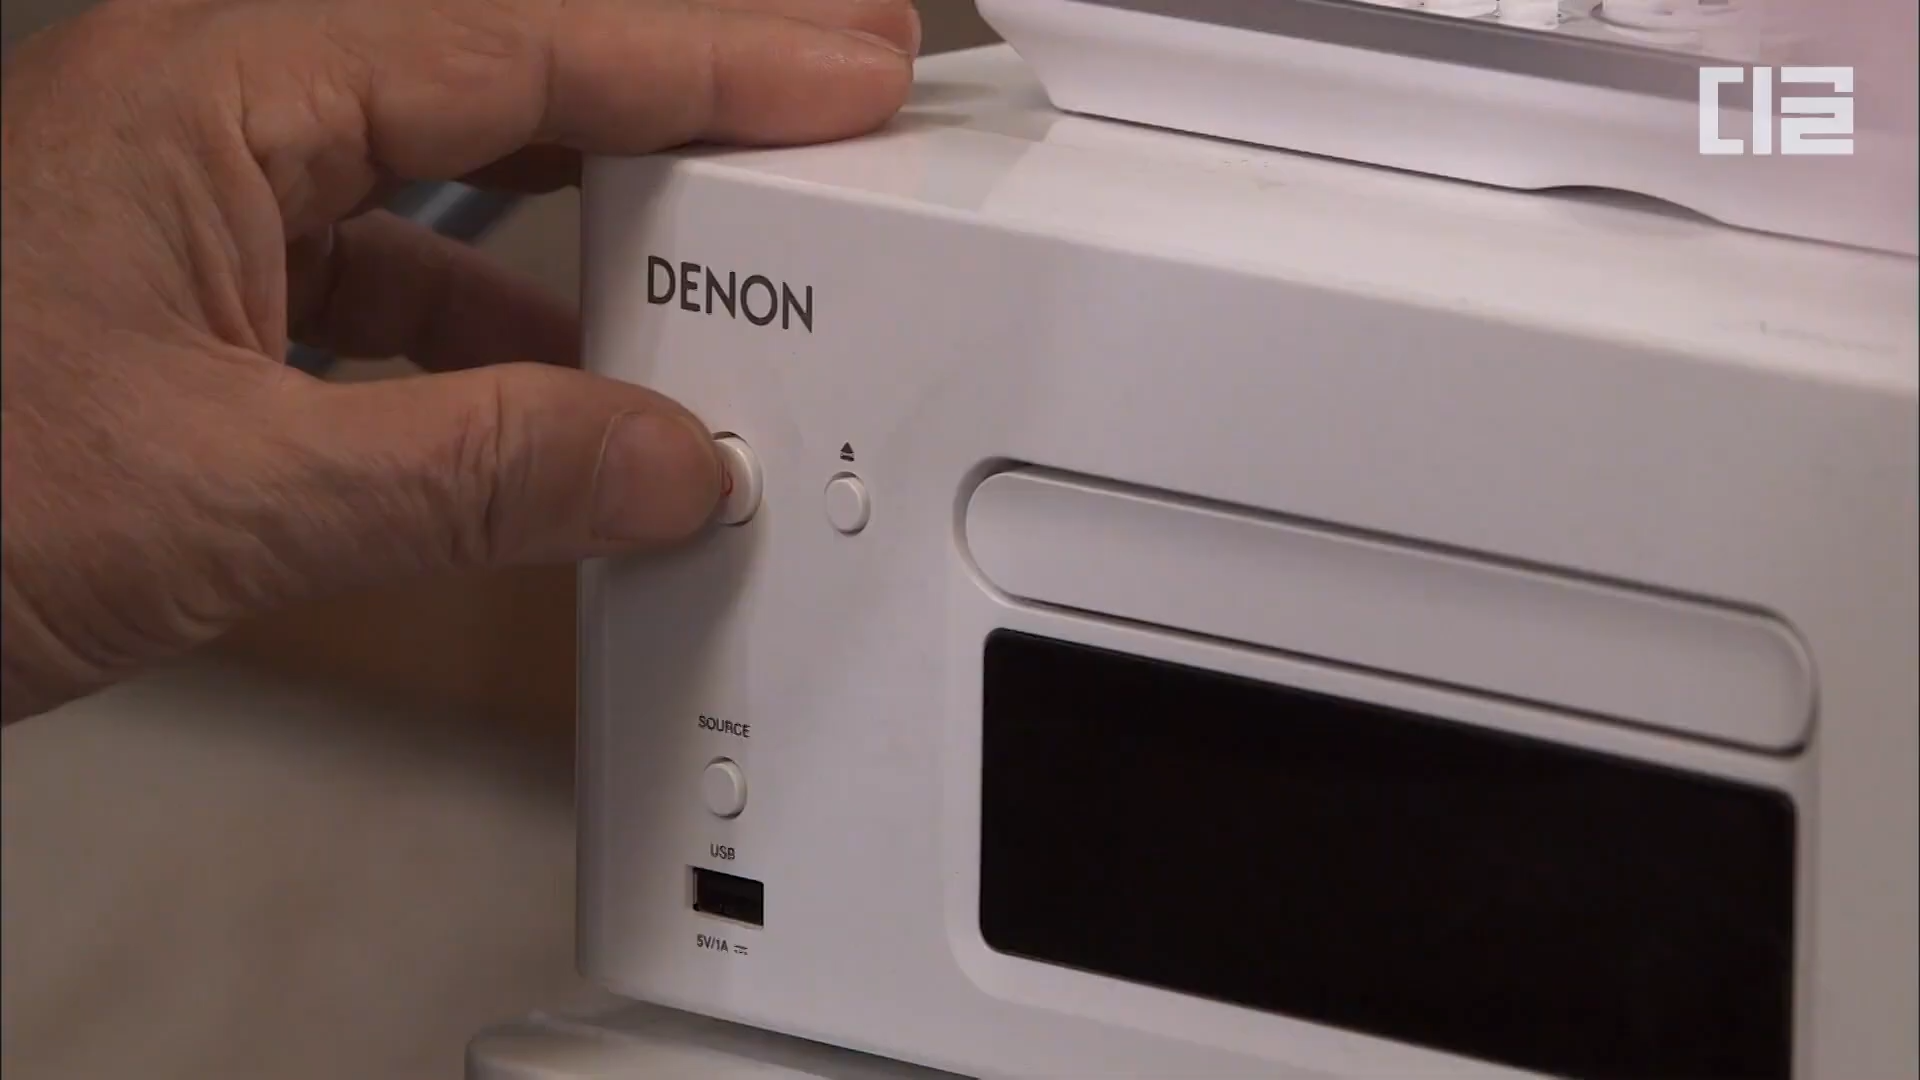 디글
DENON
SOURCE
USB
5V/1A